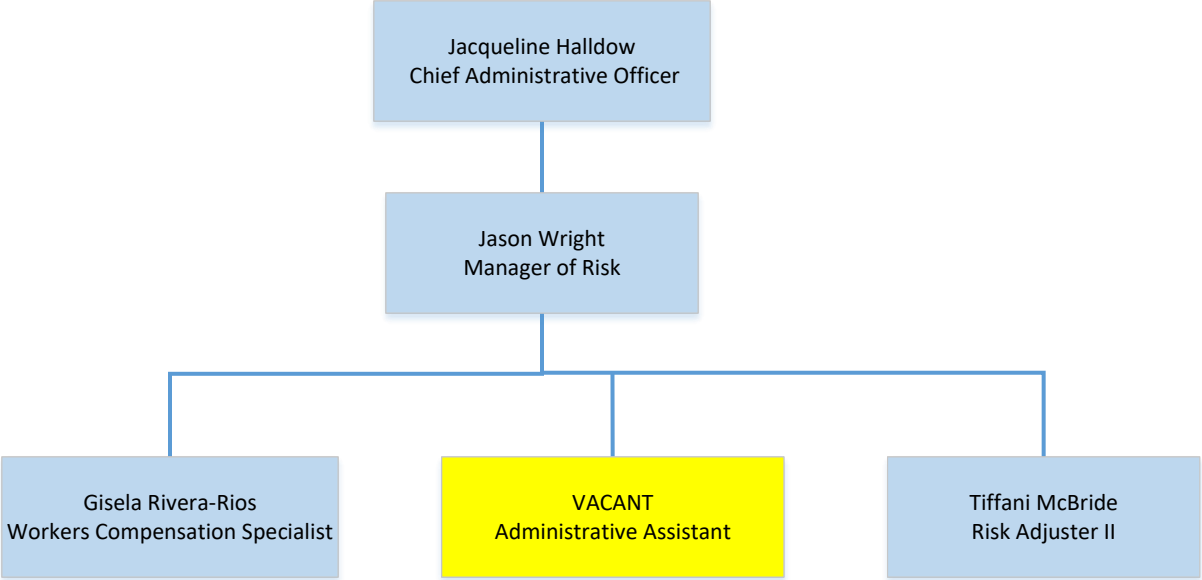 Jacqueline Halldow
Chief Administrative Officer
Jason Wright
Manager of Risk
Gisela Rivera-Rios
Workers Compensation Specialist
VACANT
Administrative Assistant
Tiffani McBride
Risk Adjuster II